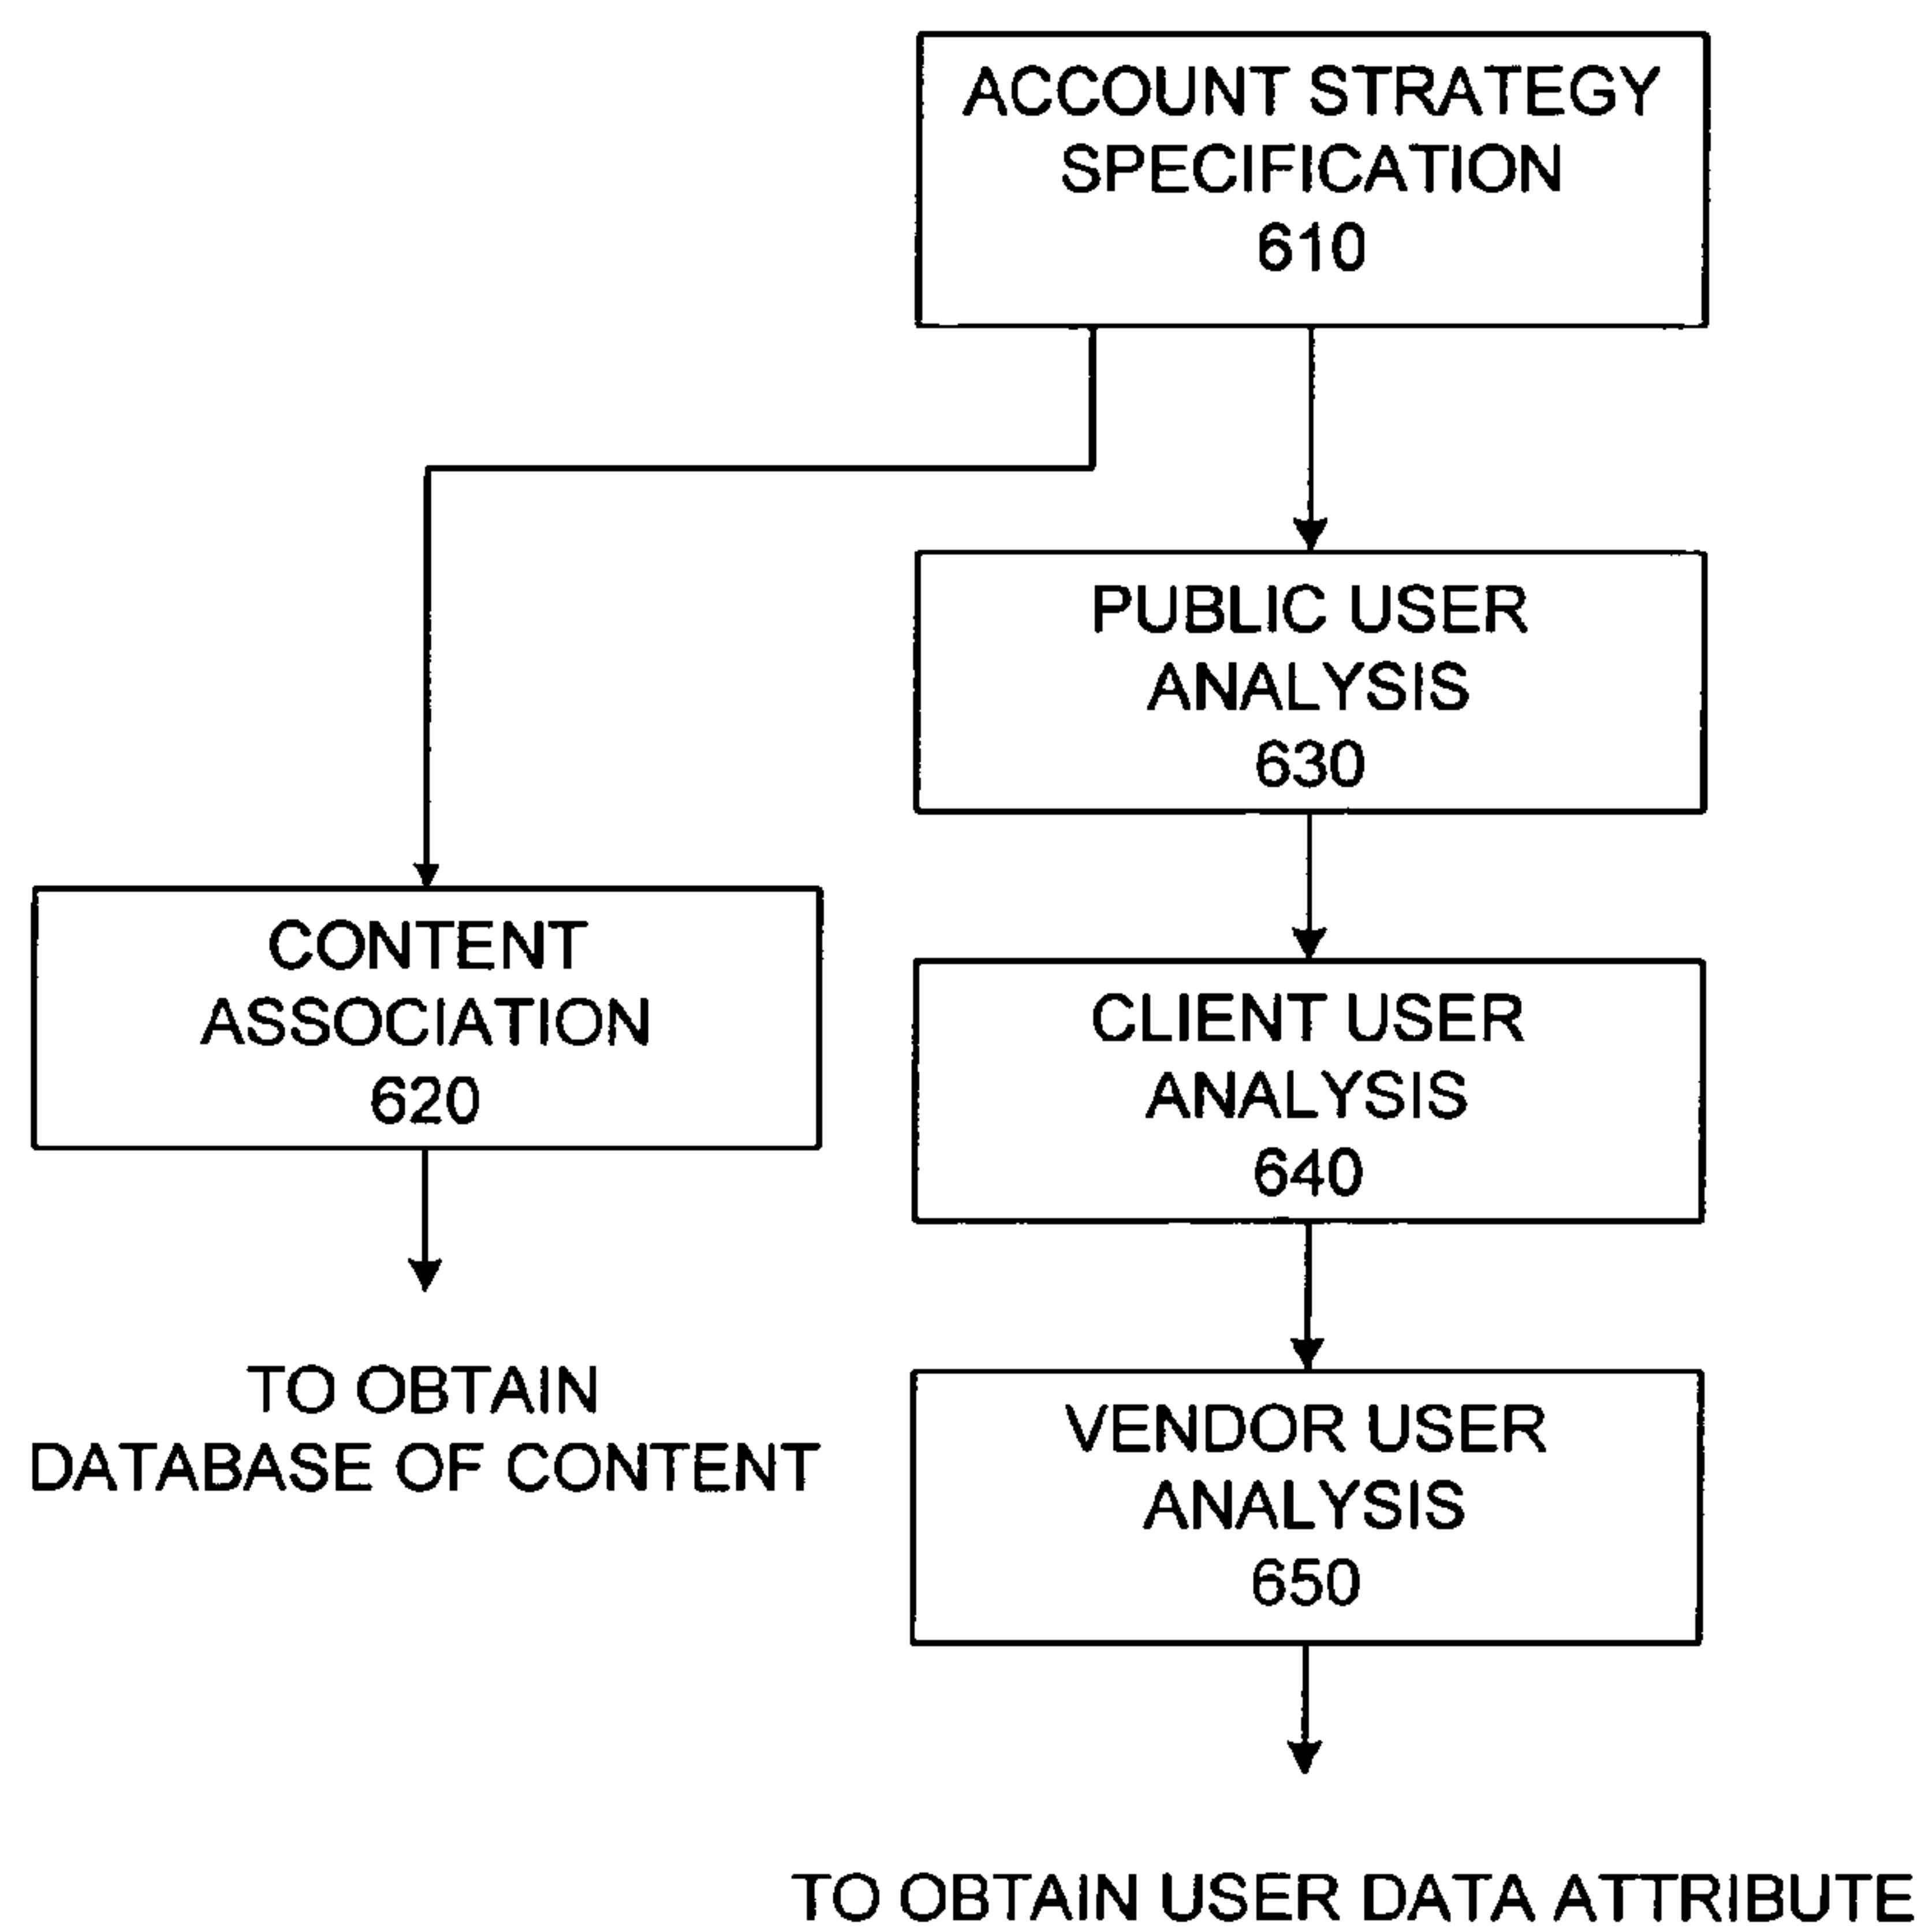 ACCOUNT STRATEGY
SPECIFICATION
610
PUBLIC USER
ANALYSIS
630
CONTENT
ASSOCIATION
620
CLIENT USER
ANALYSIS
640
TO OBTAIN
DATABASE OF CONTENT
VENDOR USER
ANALYSIS
650
TO OBTAIN USER DATA ATTRIBUTE